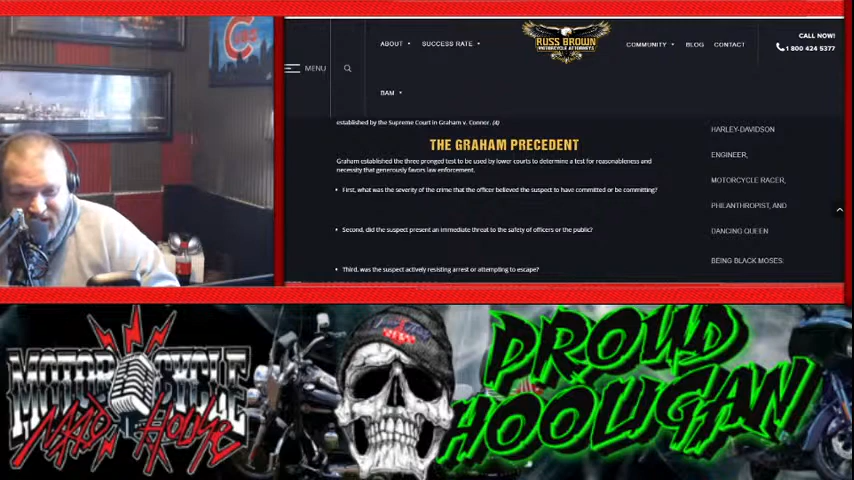 CUBS
ABOUT
SUCCESS RATE
RUSS BROWN
MOTORCYCLE ATTORNEYS
COMMUNITY
BLOG
CONTACT
CALL NOW!
1 800 424 5377
MENU
BAM
established by the Supreme Court in Graham v. Connor. (4)
THE GRAHAM PRECEDENT
Graham established the three pronged test to be used by lower courts to determine a test for reasonableness and
necessity that generously favors law enforcement.
First, what was the severity of the crime that the officer believed the suspect to have committed or be committing?
Second, did the suspect present an immediate threat to the safety of officers or the public?
Third, was the suspect actively resisting arrest or attempting to escape?
HARLEY-DAVIDSON
ENGINEER,
MOTORCYCLE RACER,
PHILANTHROPIST, AND
DANCING QUEEN
BEING BLACK MOSES:
MOTORCYCLE
MAD House
PROUD
HOOLIGAN